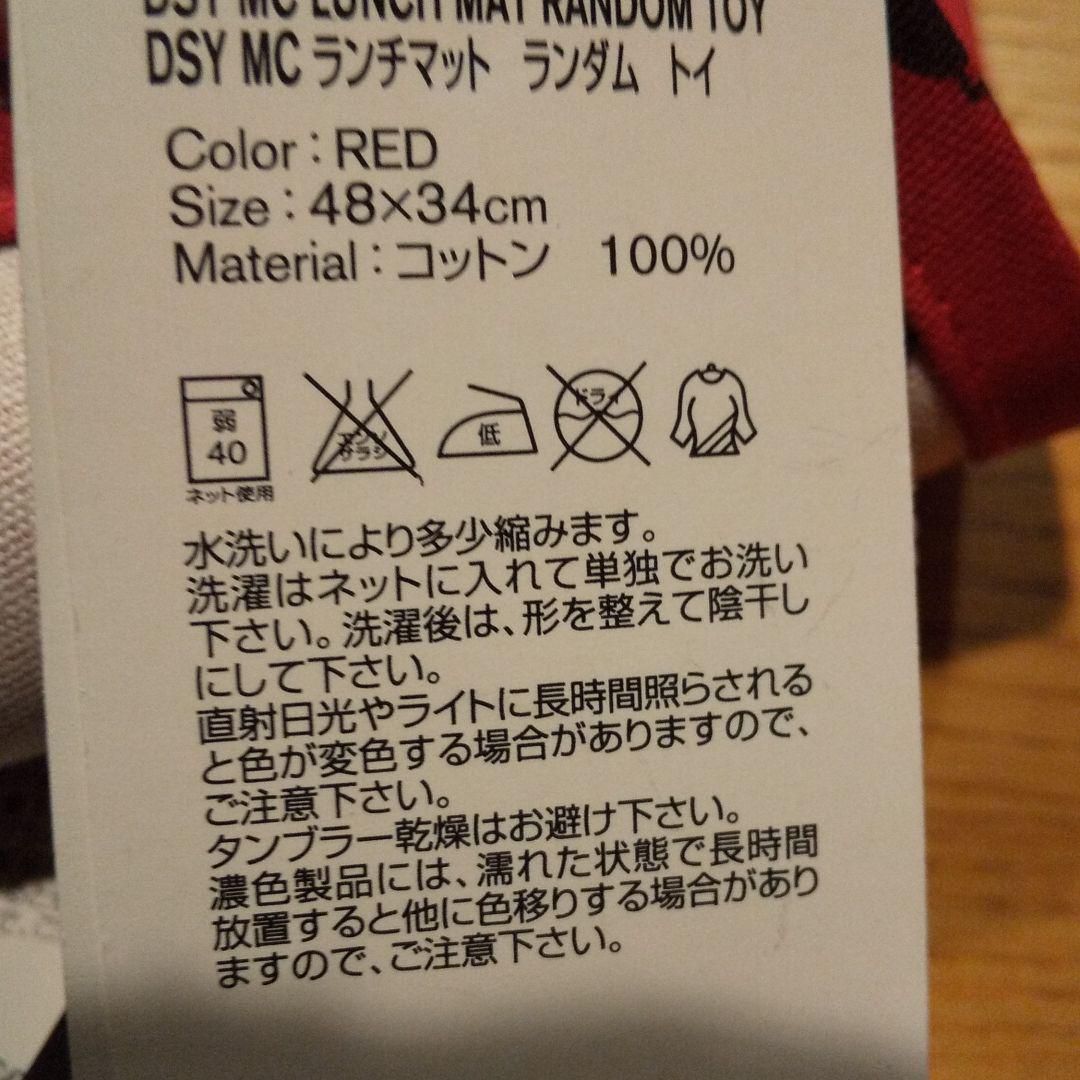 DSY MC LUNCH MAT RANDOM TOY
DSY MC ランチマット ランダム トイ
Color : RED
Size : 48×34cm
Material : コットン 100%
弱
40
ネット使用
エンソ
サラシ
低
ドライ
水洗いにより多少縮みます。
洗濯はネットに入れて単独でお洗い
下さい。洗濯後は、形を整えて陰干し
にして下さい。
直射日光やライトに長時間照らされる
と色が変色する場合がありますので、
ご注意下さい。
タンブラー乾燥はお避け下さい。
濃色製品には、濡れた状態で長時間
放置すると他に色移りする場合があり
ますので、ご注意下さい。